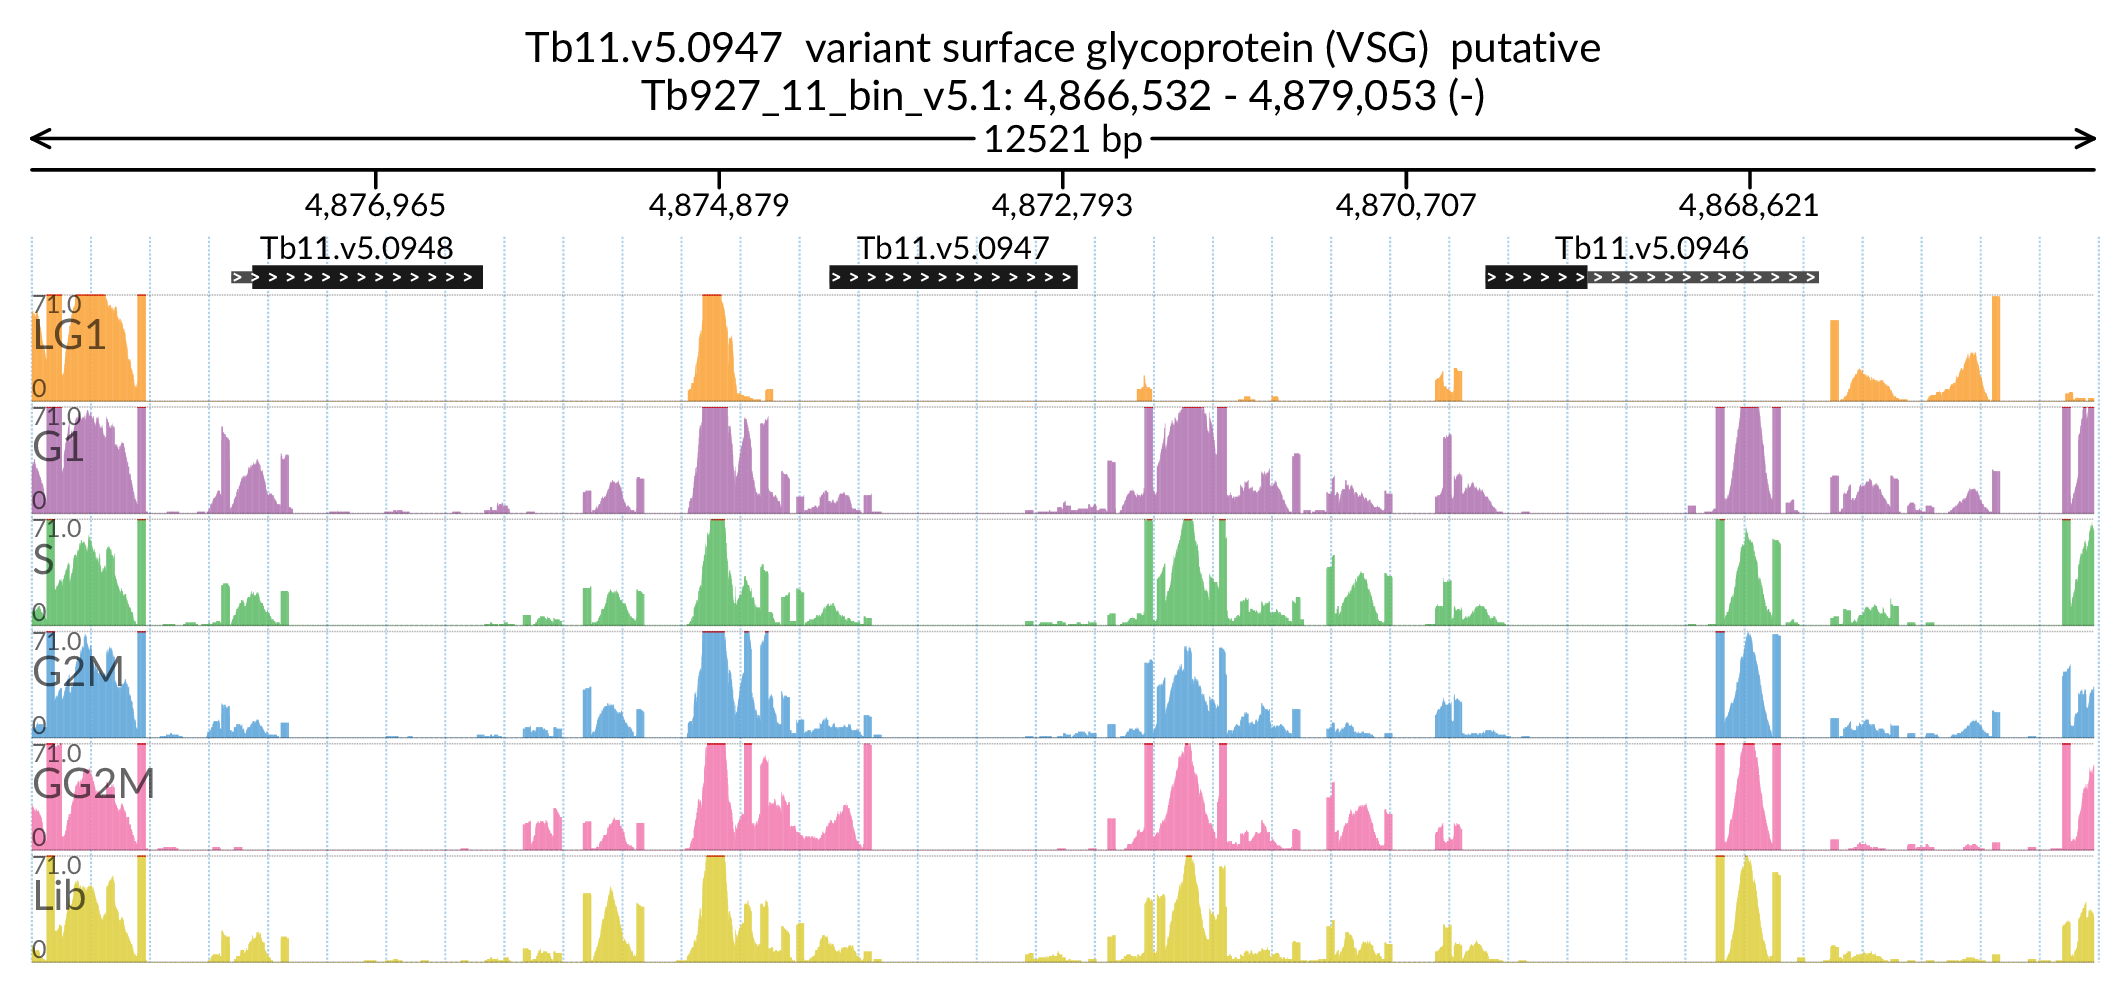 Tb11.v5.0947 variant surface glycoprotein (VSG) putative
Tb927_11_bin_v5.1: 4,866,532 - 4,879,053 (-)
12521 bp
4,876,965 4,874,879 4,872,793 4,870,707 4,868,621
Tb11.v5.0948 Tb11.v5.0947 Tb11.v5.0946
71.0
LG1
0
71.0
G1
0
71.0
S
0
71.0
G2M
0
71.0
GG2M
0
71.0
Lib
0